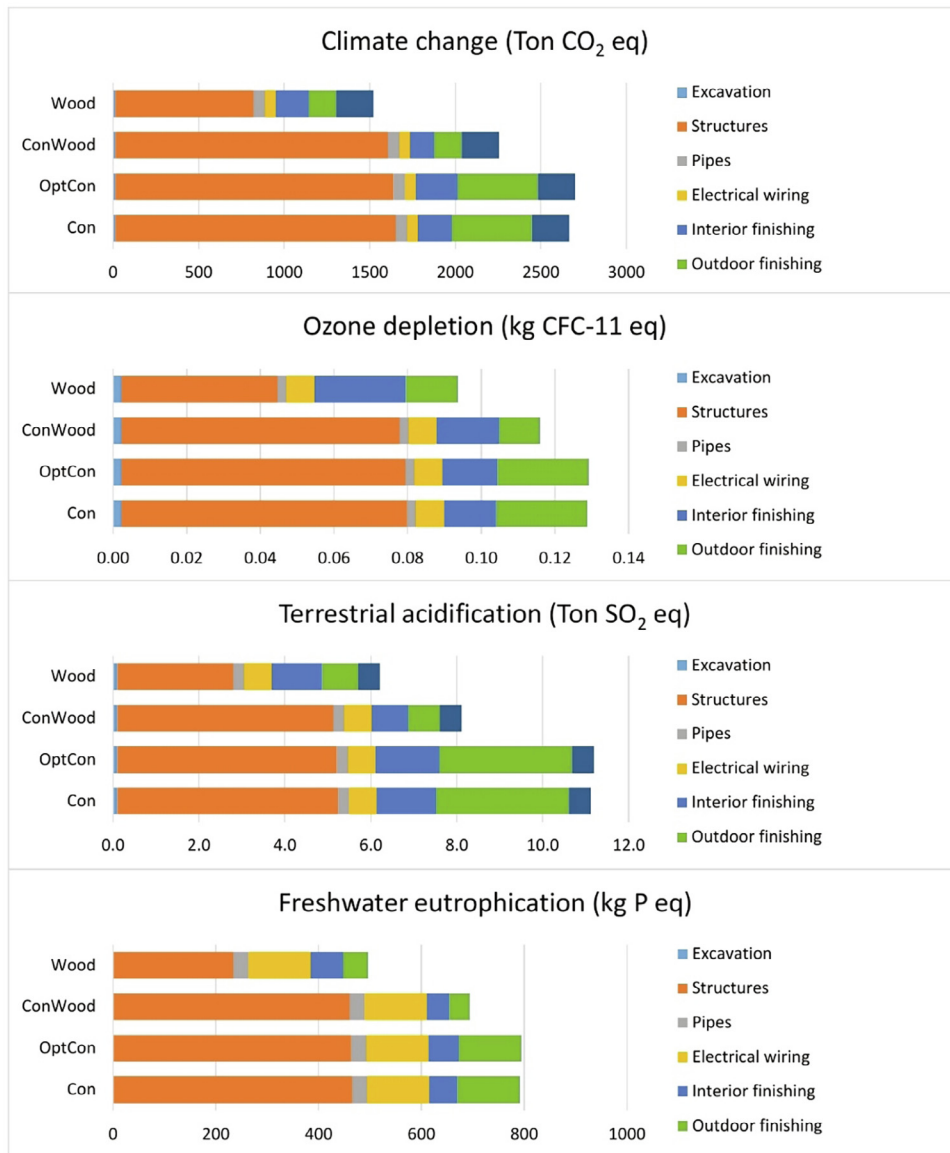 Climate change (Ton CO₂ eq)
Wood
ConWood
OptCon
Con
0 500 1000 1500 2000 2500 3000
Excavation
Structures
Pipes
Electrical wiring
Interior finishing
Outdoor finishing
Ozone depletion (kg CFC-11 eq)
Wood
ConWood
OptCon
Con
0.00 0.02 0.04 0.06 0.08 0.10 0.12 0.14
Excavation
Structures
Pipes
Electrical wiring
Interior finishing
Outdoor finishing
Terrestrial acidification (Ton SO₂ eq)
Wood
ConWood
OptCon
Con
0.0 2.0 4.0 6.0 8.0 10.0 12.0
Excavation
Structures
Pipes
Electrical wiring
Interior finishing
Outdoor finishing
Freshwater eutrophication (kg P eq)
Wood
ConWood
OptCon
Con
0 200 400 600 800 1000
Excavation
Structures
Pipes
Electrical wiring
Interior finishing
Outdoor finishing